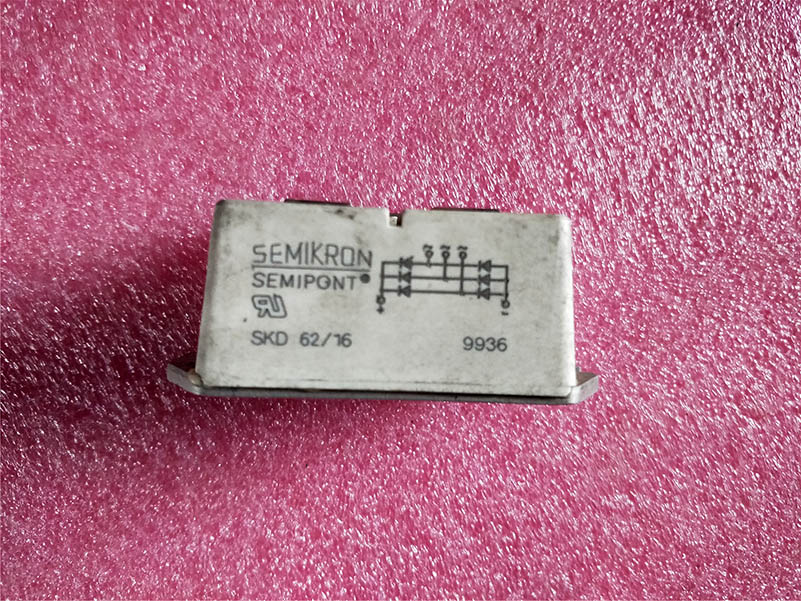 SEMIKRON
SEMIPONT®
~ ~ ~
+ -
SKD 62/16
9936